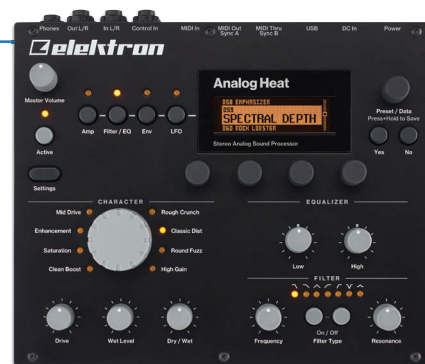 Phones Out L/R In L/R Control In MIDI In MIDI Out Sync A MIDI Thru Sync B USB DC In Power
elektron
Analog Heat
058 EMPHASIZER
059 SPECTRAL DEPTH
060 ROCK LOBSTER
Stereo Analog Sound Processor
Master Volume
Active
Settings
Amp Filter / EQ Env LFO
Preset / Data
Press+Hold to Save
Yes No
CHARACTER
Mid Drive Rough Crunch
Enhancement Classic Dist
Saturation Round Fuzz
Clean Boost High Gain
Drive Wet Level Dry / Wet
EQUALIZER
Low High
FILTER
Frequency
On / Off
Filter Type
Resonance